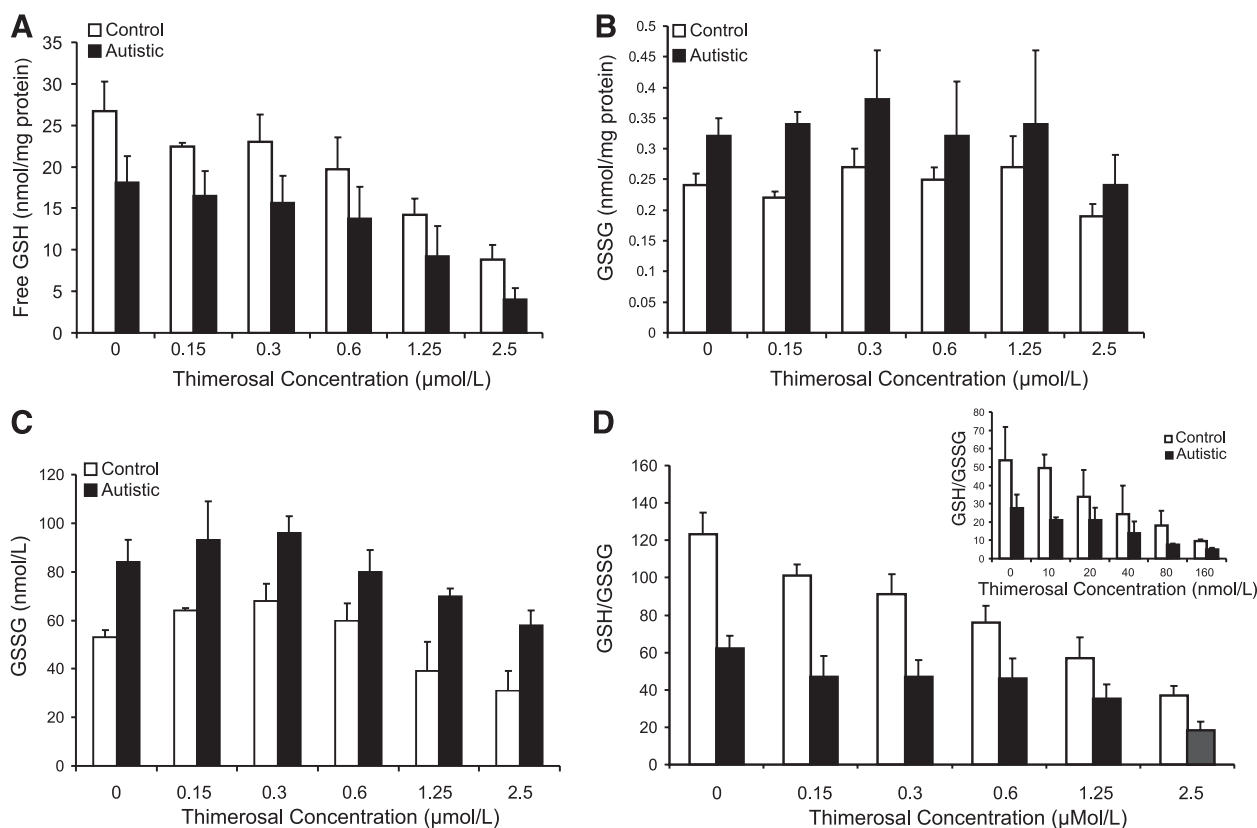 A
Control
Autistic
35
30
25
20
15
10
5
0
Free GSH (nmol/mg protein)
0 0.15 0.3 0.6 1.25 2.5
Thimerosal Concentration (μmol/L)
B
Control
Autistic
0.5
0.45
0.4
0.35
0.3
0.25
0.2
0.15
0.1
0.05
0
GSSG (nmol/mg protein)
0 0.15 0.3 0.6 1.25 2.5
Thimerosal Concentration (μmol/L)
C
Control
Autistic
120
100
80
60
40
20
0
GSSG (nmol/L)
0 0.15 0.3 0.6 1.25 2.5
Thimerosal Concentration (μmol/L)
D
160
140
120
100
80
60
40
20
0
GSH/GSSG
0 0.15 0.3 0.6 1.25 2.5
Thimerosal Concentration (μMol/L)
80
70
60
50
40
30
20
10
0
GSH/GSSG
Control
Autistic
0 10 20 40 80 160
Thimerosal Concentration (nmol/L)